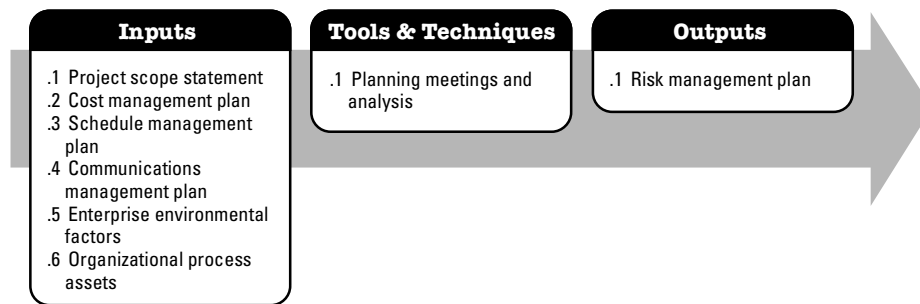 Inputs
.1 Project scope statement
.2 Cost management plan
.3 Schedule management
plan
.4 Communications
management plan
.5 Enterprise environmental
factors
.6 Organizational process
assets
Tools & Techniques
.1 Planning meetings and
analysis
Outputs
.1 Risk management plan